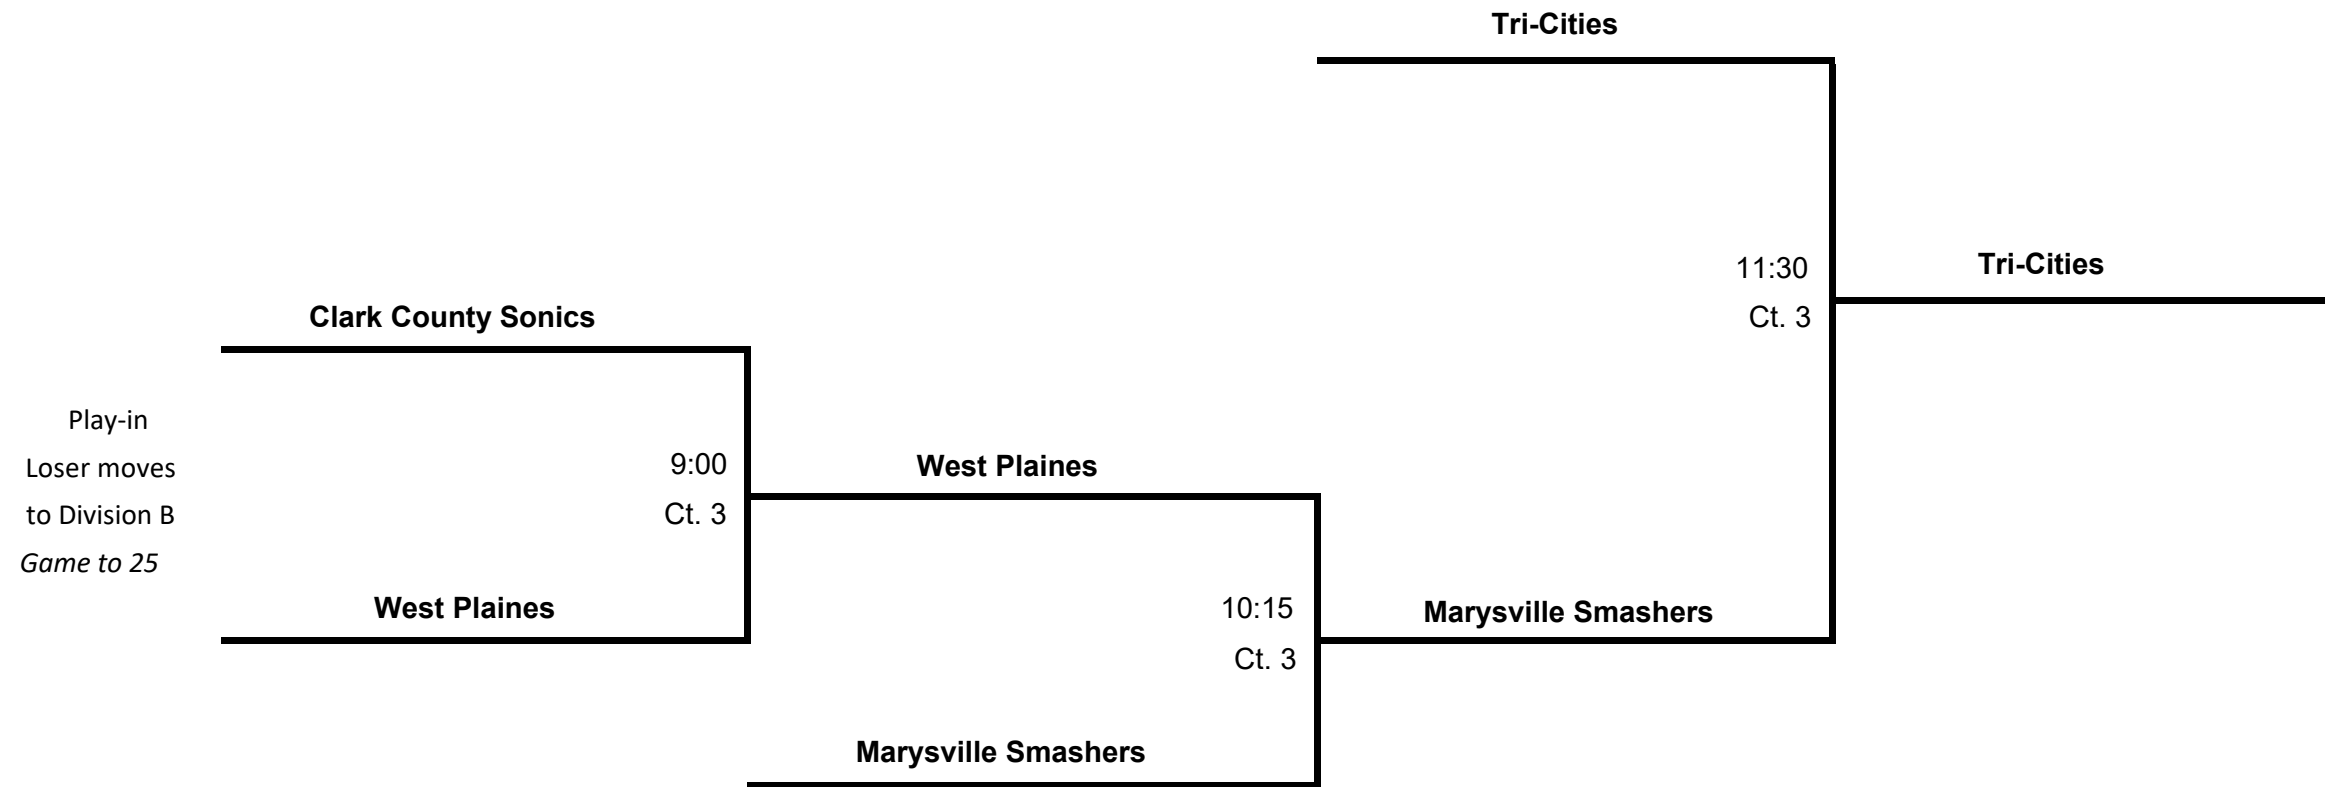 Tri-Cities
11:30
Ct. 3
Tri-Cities
Clark County Sonics
Play-in
Loser moves
to Division B
Game to 25
9:00
Ct. 3
West Plaines
West Plaines
10:15
Ct. 3
Marysville Smashers
Marysville Smashers